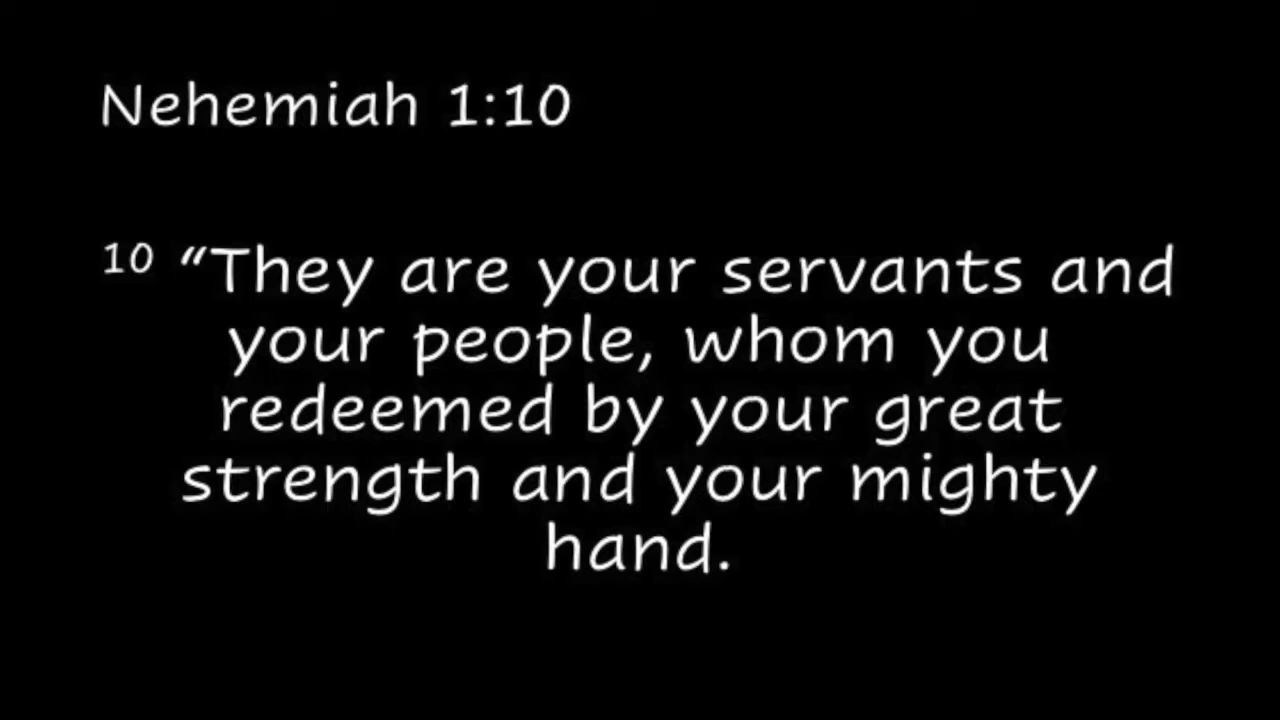 Nehemiah 1:10
10 “They are your servants and
your people, whom you
redeemed by your great
strength and your mighty
hand.